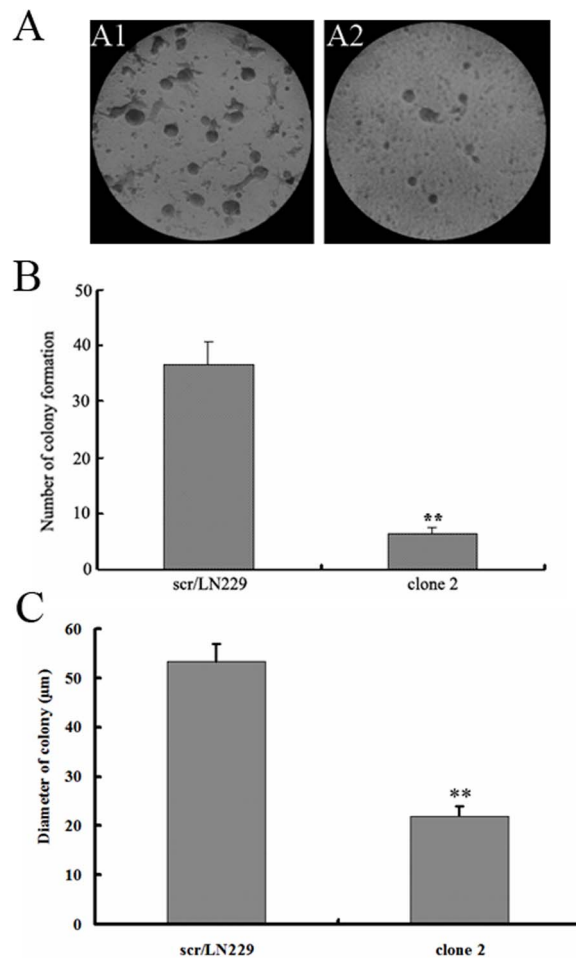 A
A1
A2
B
Number of colony formation
50
40
30
20
10
0
**
scr/LN229
clone 2
C
Diameter of colony (μm)
60
50
40
30
20
10
0
**
scr/LN229
clone 2